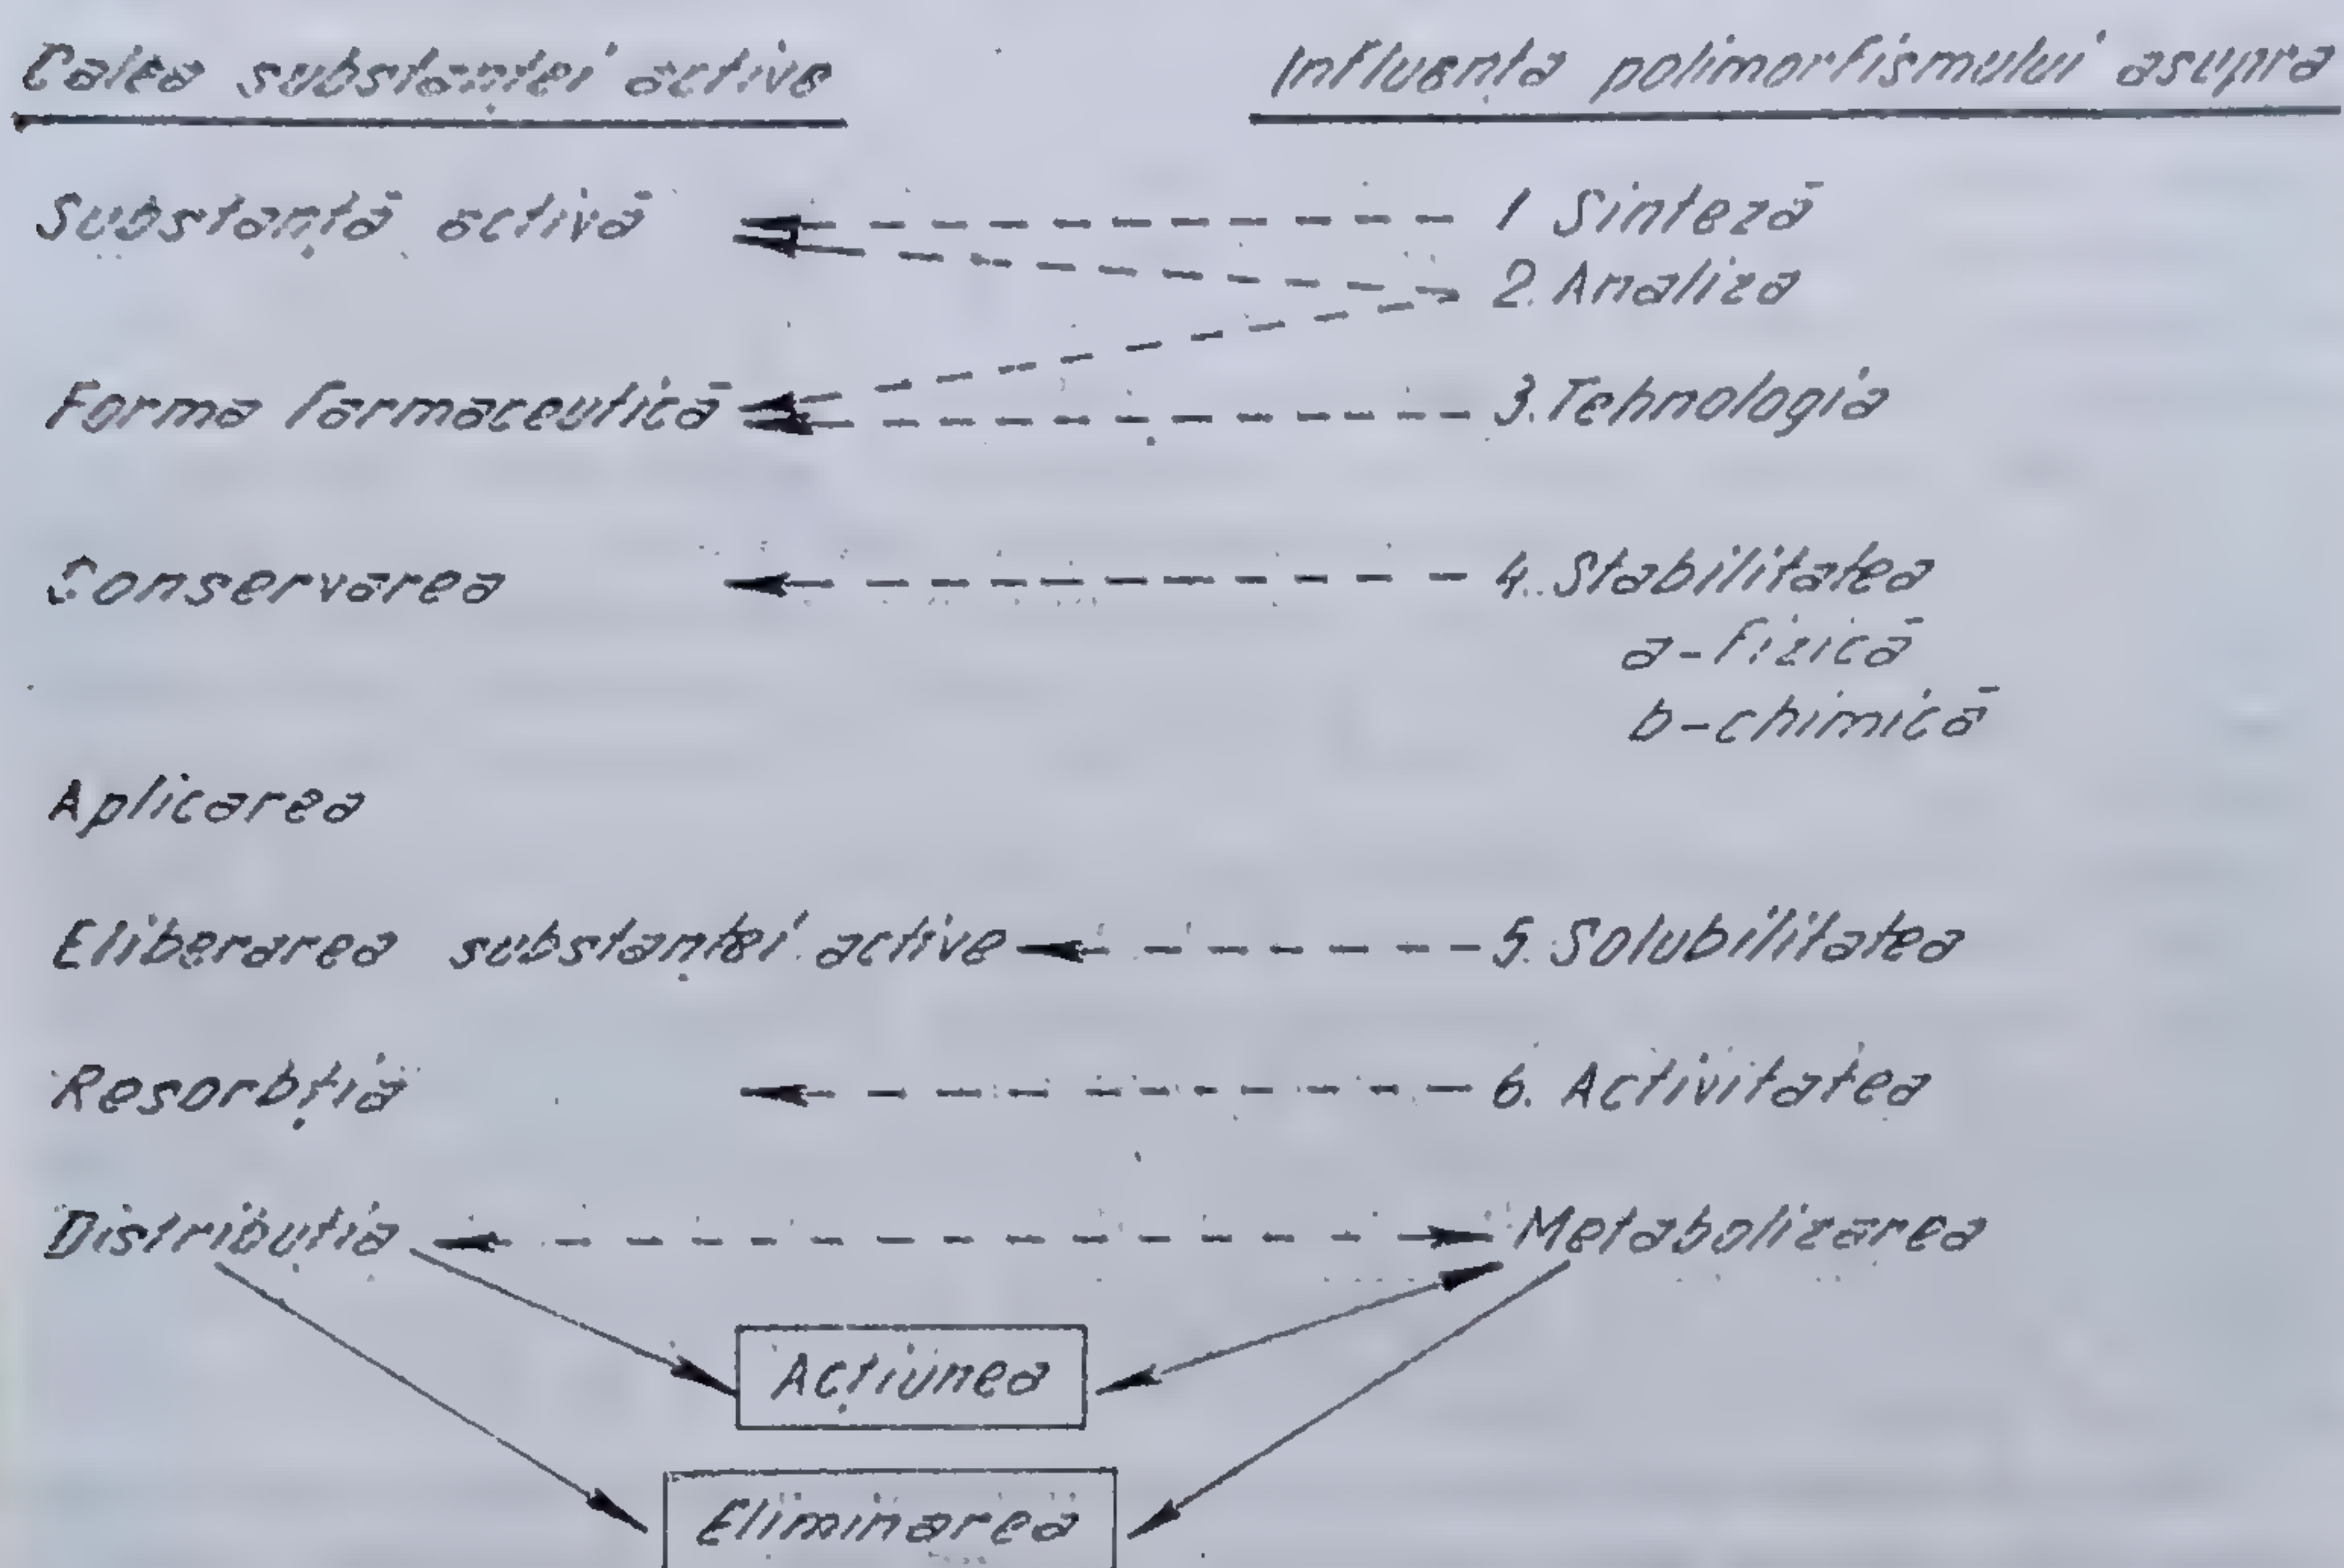 Calea substanței active
Influența polimorfismului asupra
Substanță activă
1 Sinteză
2. Analiza
Forma farmaceutică
3. Tehnologia
Conservarea
4. Stabilitatea
a-fizică
b-chimică
Aplicarea
Eliberarea substanței active
5. Solubilitatea
Resorbția
6. Activitatea
Distribuția
Metabolizarea
Acțiunea
Eliminarea